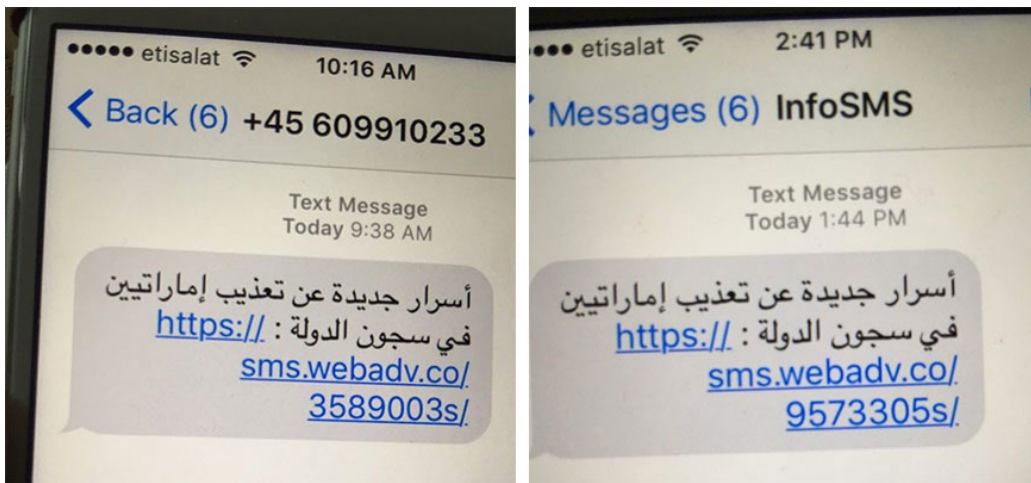 etisalat 10:16 AM
Back (6) +45 609910233
Text Message
Today 9:38 AM
أسرار جديدة عن تعذيب إماراتيين
في سجون الدولة : https://
sms.webadv.co/
3589003s/
etisalat 2:41 PM
Messages (6) InfoSMS
Text Message
Today 1:44 PM
أسرار جديدة عن تعذيب إماراتيين
في سجون الدولة : https://
sms.webadv.co/
9573305s/